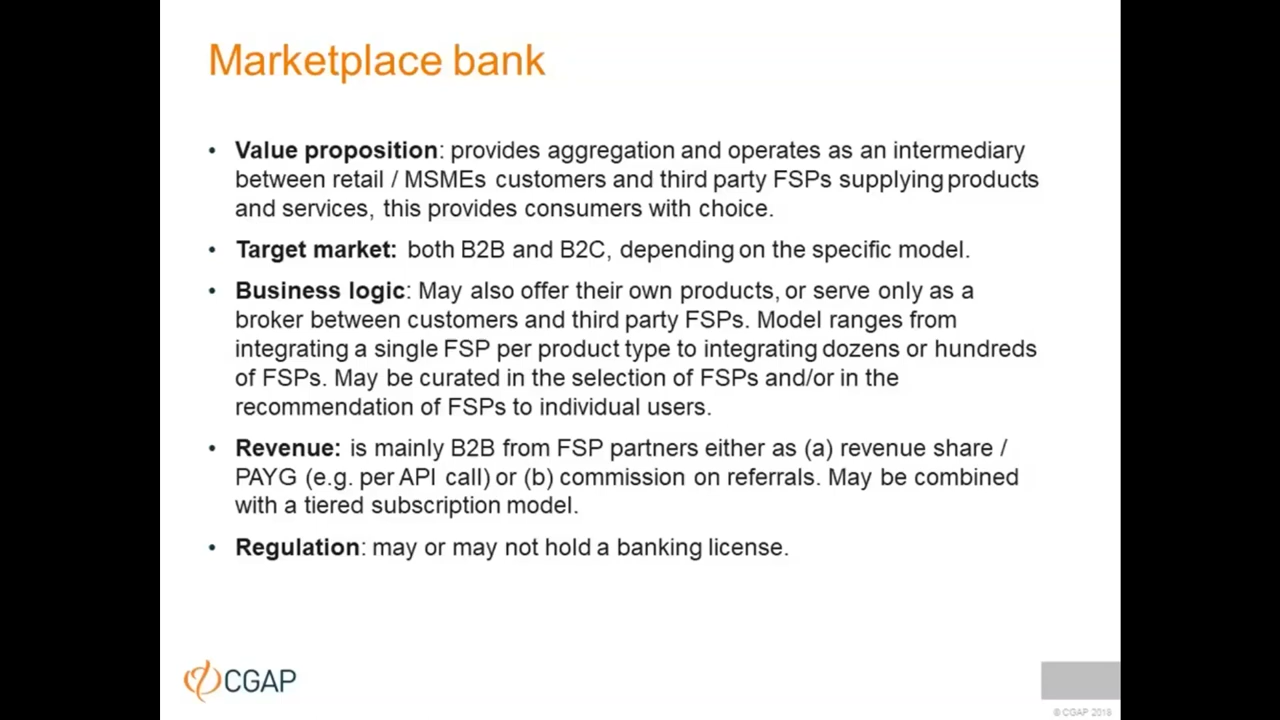 Marketplace bank
• Value proposition: provides aggregation and operates as an intermediary
between retail / MSMEs customers and third party FSPs supplying products
and services, this provides consumers with choice.
• Target market: both B2B and B2C, depending on the specific model.
• Business logic: May also offer their own products, or serve only as a
broker between customers and third party FSPs. Model ranges from
integrating a single FSP per product type to integrating dozens or hundreds
of FSPs. May be curated in the selection of FSPs and/or in the
recommendation of FSPs to individual users.
• Revenue: is mainly B2B from FSP partners either as (a) revenue share /
PAYG (e.g. per API call) or (b) commission on referrals. May be combined
with a tiered subscription model.
• Regulation: may or may not hold a banking license.
CGAP
© CGAP 2018